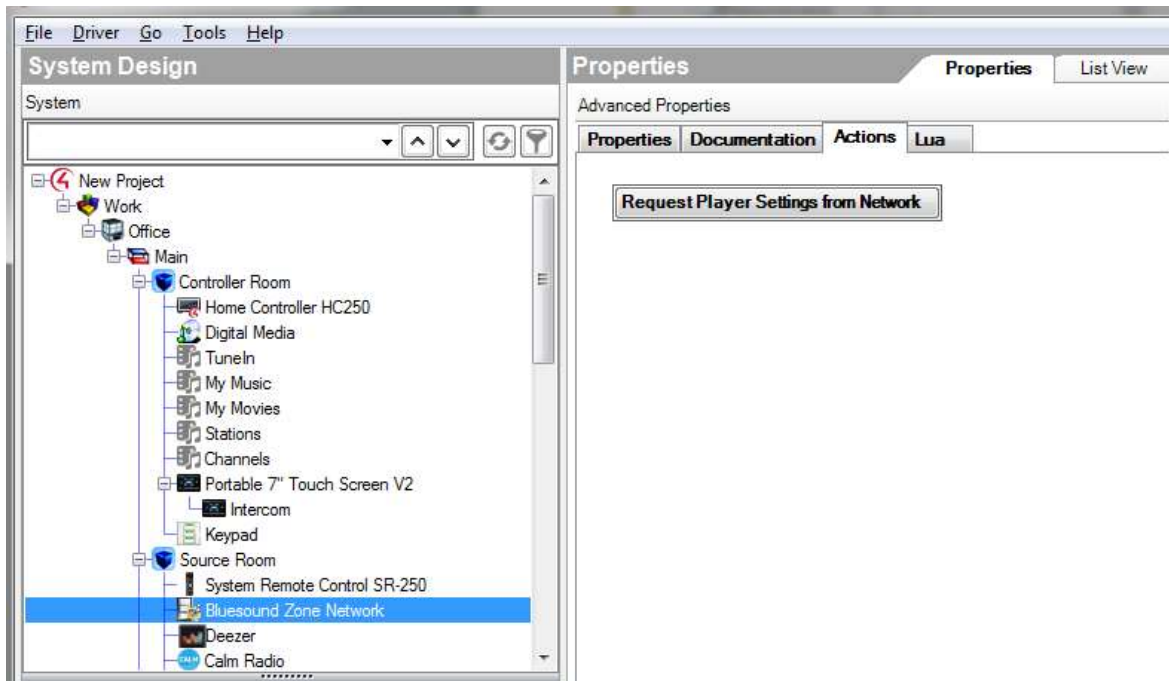 File Driver Go Tools Help
System Design
System
New Project
Work
Office
Main
Controller Room
Home Controller HC250
Digital Media
TuneIn
My Music
My Movies
Stations
Channels
Portable 7" Touch Screen V2
Intercom
Keypad
Source Room
System Remote Control SR-250
Bluesound Zone Network
Deezer
CALM Calm Radio
Properties Properties List View
Advanced Properties
Properties Documentation Actions Lua
Request Player Settings from Network